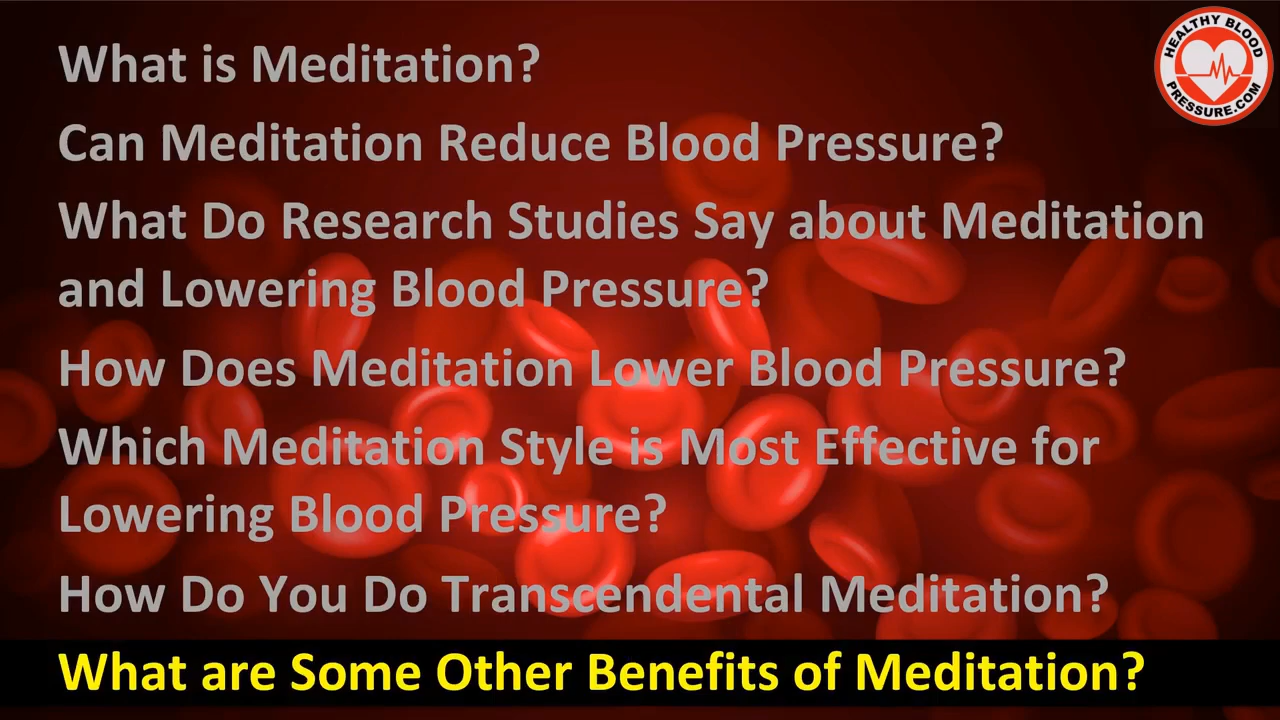 What is Meditation?
Can Meditation Reduce Blood Pressure?
What Do Research Studies Say about Meditation
and Lowering Blood Pressure?
How Does Meditation Lower Blood Pressure?
Which Meditation Style is Most Effective for
Lowering Blood Pressure?
How Do You Do Transcendental Meditation?
What are Some Other Benefits of Meditation?
HEALTHY BLOOD
PRESSURE.COM